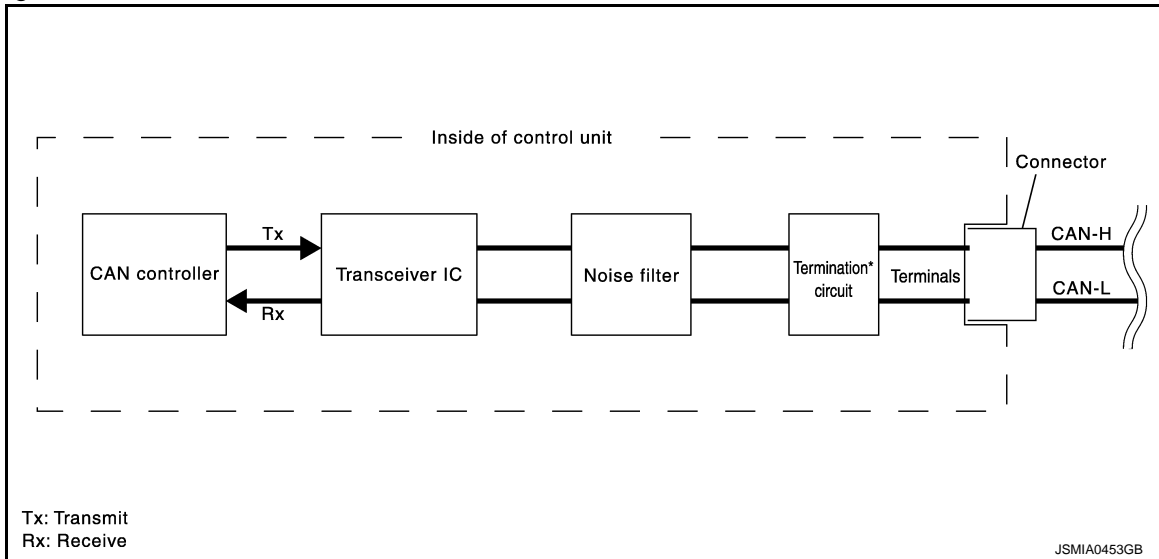 Inside of control unit
Connector
CAN controller
Tx
Rx
Transceiver IC
Noise filter
Termination*
circuit
Terminals
CAN-H
CAN-L
Tx: Transmit
Rx: Receive
JSMIA0453GB